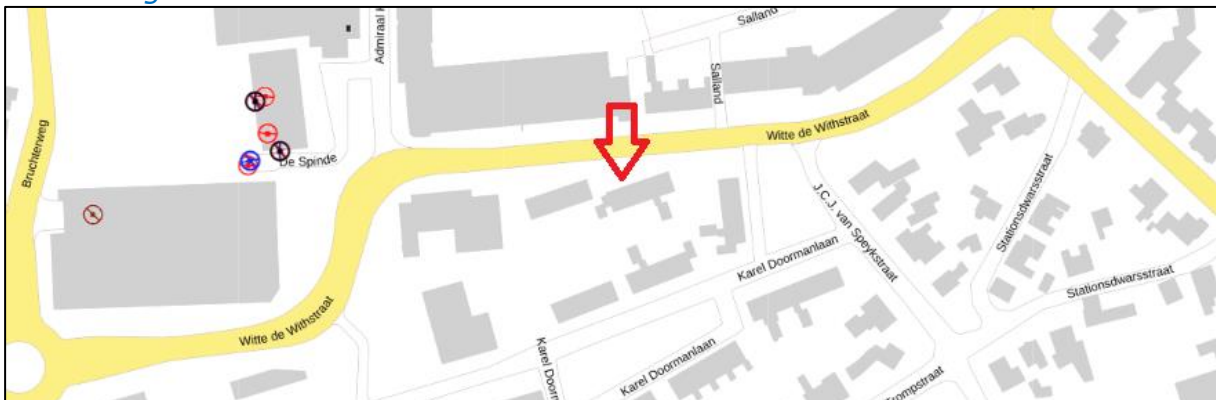 Salland
Admiraal
Salland
Witte de Withstraat
Bruchterweg
De Spinde
Stationsdwarsstraat
J.C.J. van Speykstraat
Karel Doormanlaan
Stationsdwarsstraat
Witte de Withstraat
Karel
Karel Doormanlaan